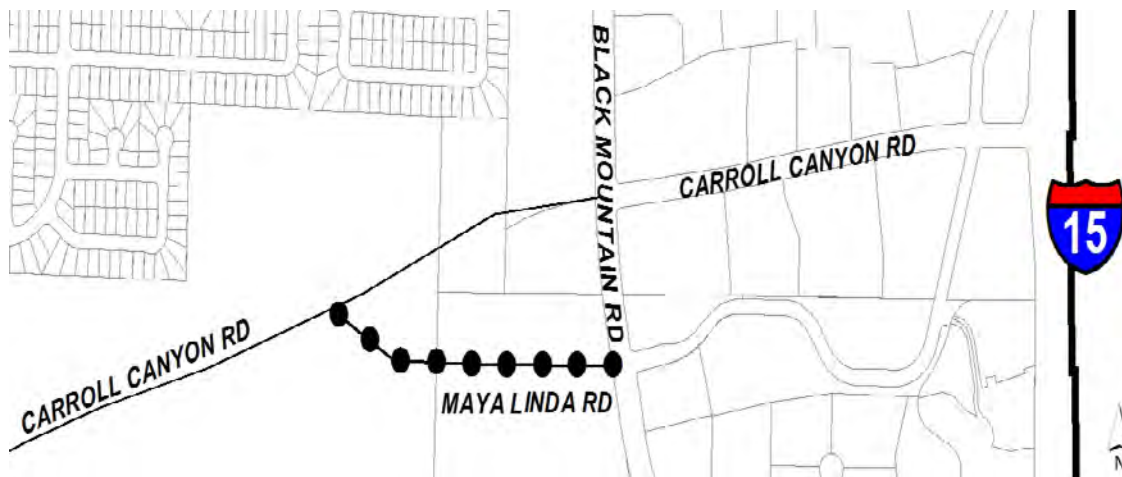 BLACK MOUNTAIN RD
CARROLL CANYON RD
15
CARROLL CANYON RD
MAYA LINDA RD
N